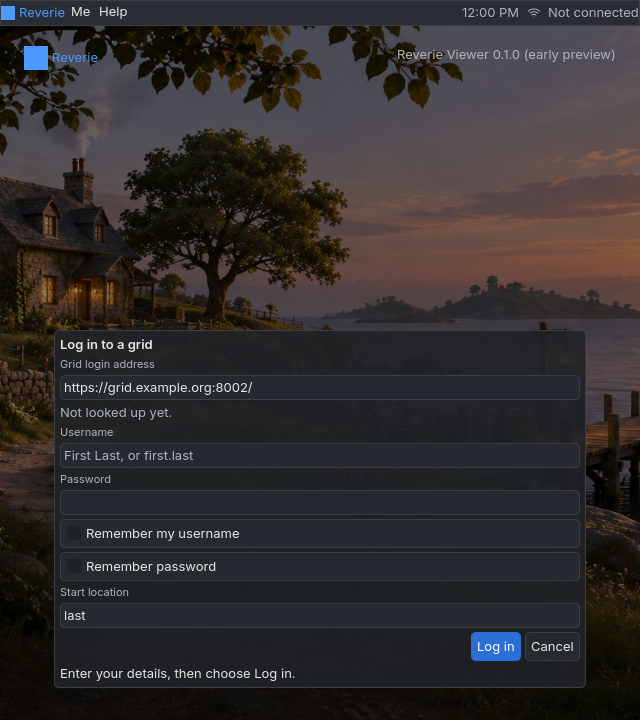 Reverie Me Help 12:00 PM Not connected
Reverie
Reverie Viewer 0.1.0 (early preview)
Log in to a grid
Grid login address
https://grid.example.org:8002/
Not looked up yet.
Username
First Last, or first.last
Password
Remember my username
Remember password
Start location
last
Log in Cancel
Enter your details, then choose Log in.